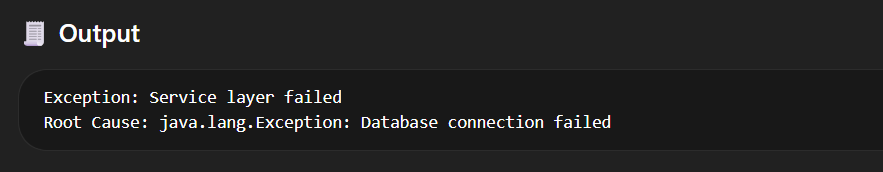 Output
Exception: Service layer failed
Root Cause: java.lang.Exception: Database connection failed